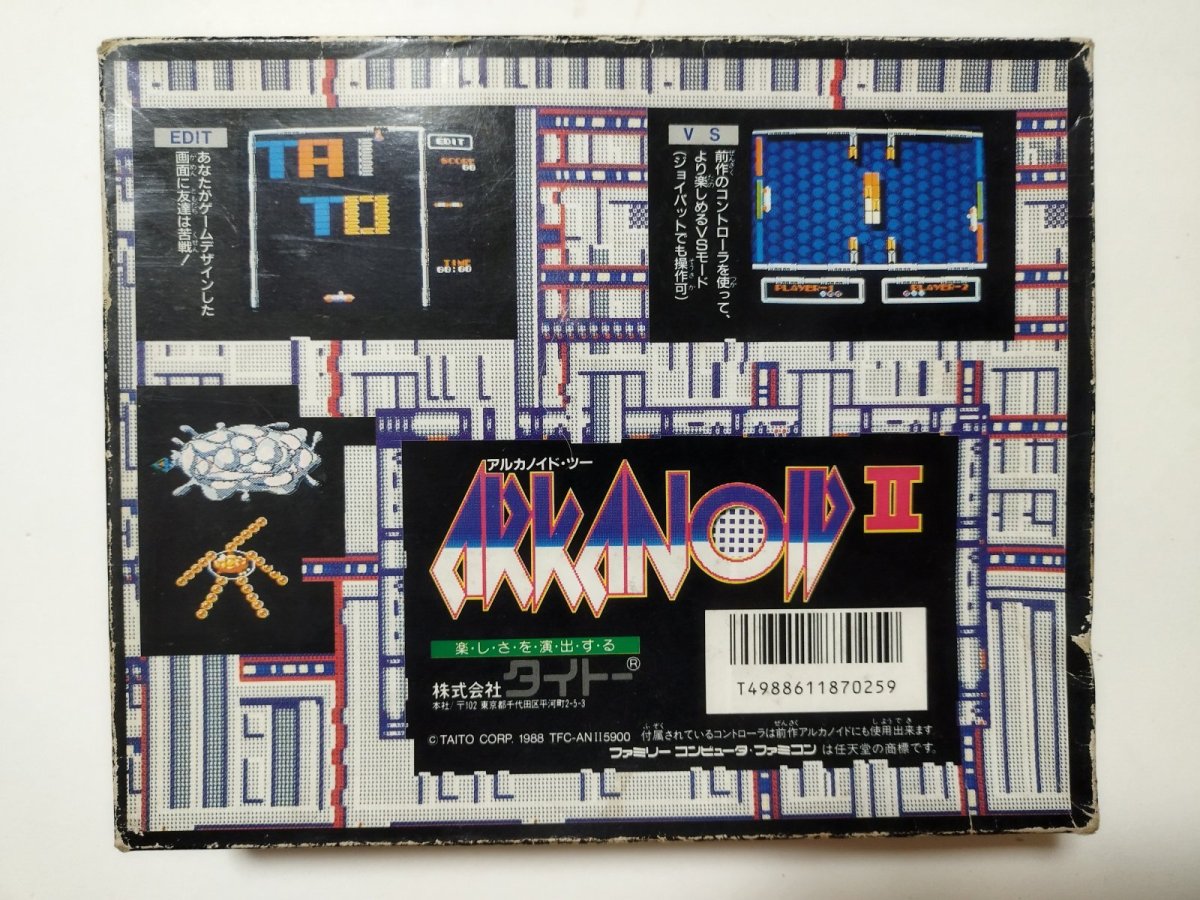 EDIT
あなたがゲームデザインした
画面に友達は苦戦!
TAI
TO
EDIT
SCORE
00
TIME
00:00
VS
前作のコントローラを使って、
より楽しめるVSモード
(ジョイパットでも操作可)
PLAYER-1
PLAYER-2
アルカノイド・ツー
ARKANOID II
楽・し・さ・を・演・出・す・る
株式会社 タイトー®
本社/〒102 東京都千代田区平河町2-5-3
T4988611870259
©TAITO CORP. 1988 TFC-ANII5900
付属されているコントローラは前作アルカノイドにも使用出来ます
ファミリー コンピュータ・ファミコン は任天堂の商標です。